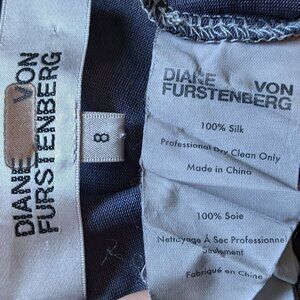 DIANE VON
FURSTENBERG
8
DIANE VON
FURSTENBERG
100% Silk
Professional Dry Clean Only
Made in China
100% Soie
Nettoyage À Sec Professionnel
Seulement
Fabriqué en Chine